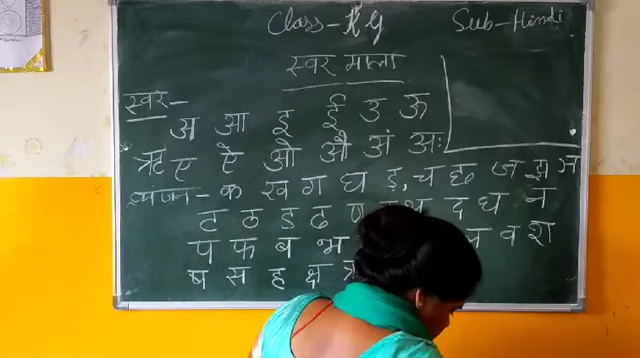 Class-KG Sub-Hindi
स्वर माला
स्वर-
अ आ इ ई उ ऊ
ऋ ए ऐ ओ औ अं अः
व्यंजन- क ख ग घ ङ, च छ ज झ ञ
ट ठ ड ढ ण थ द ध न
प फ ब भ व श
ष स ह क्ष